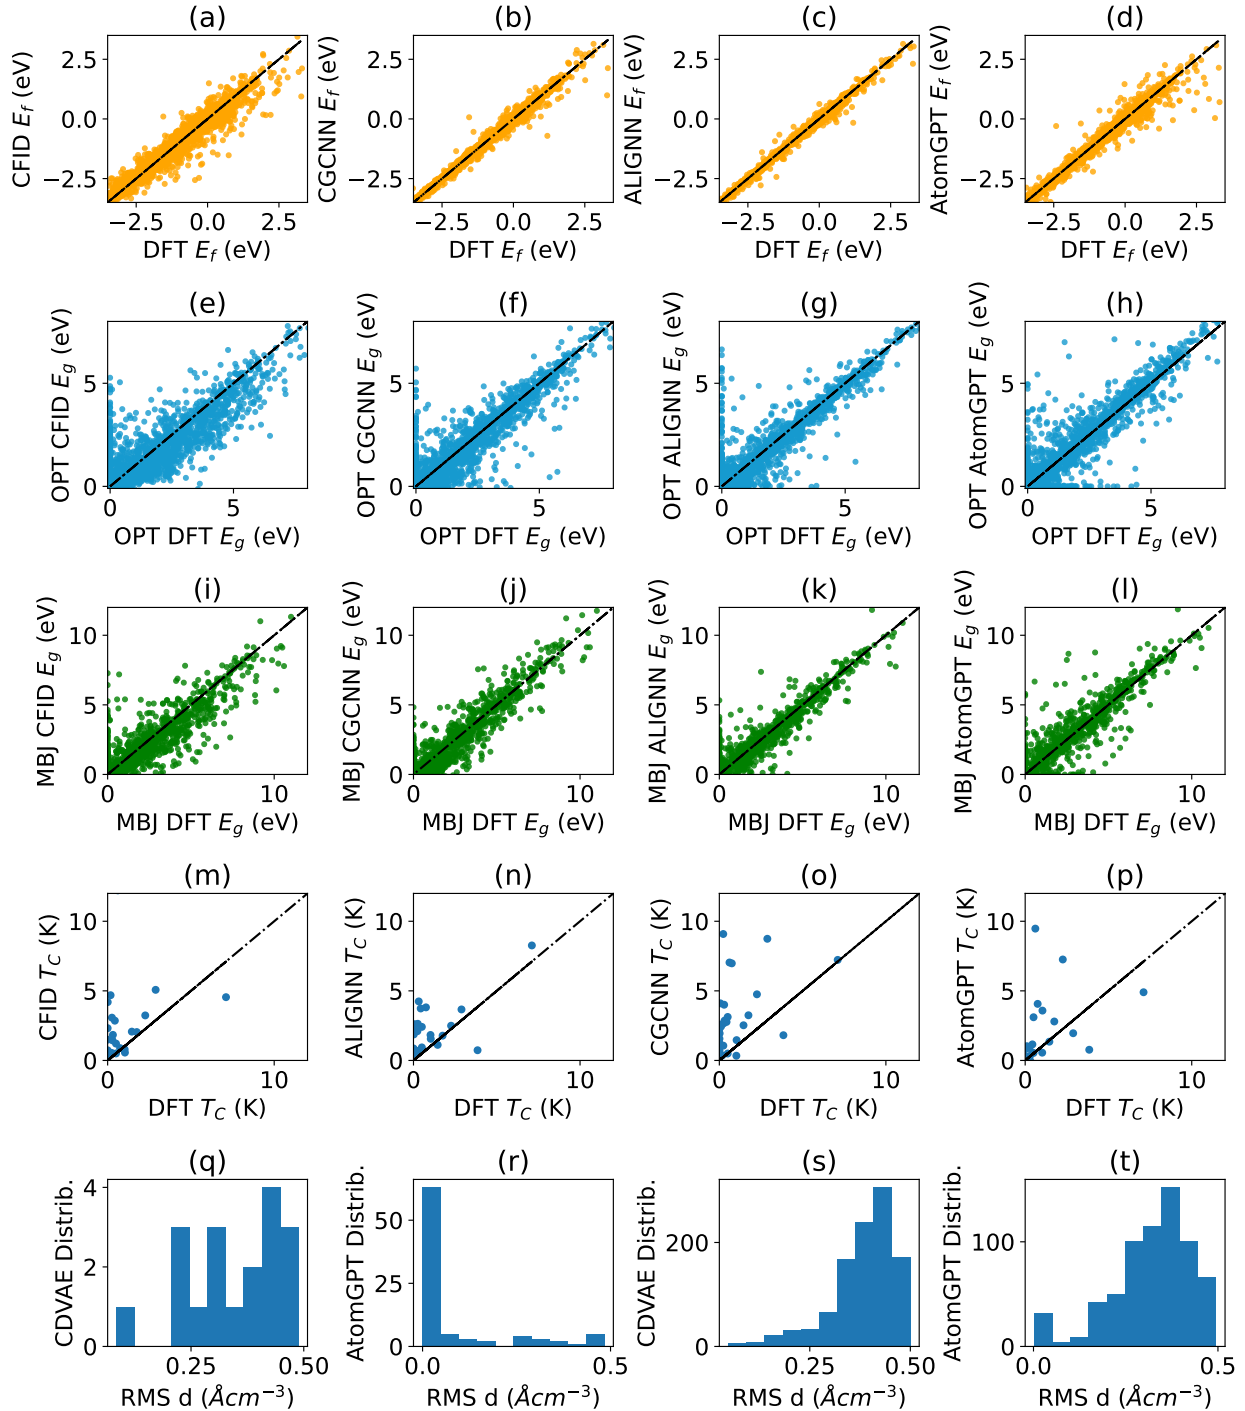 (a) (b) (c) (d)
CFID E_f (eV)
2.5
0.0
−2.5
−2.5 0.0 2.5
DFT E_f (eV)
CGCNN E_f (eV)
2.5
0.0
−2.5
−2.5 0.0 2.5
DFT E_f (eV)
ALIGNN E_f (eV)
2.5
0.0
−2.5
−2.5 0.0 2.5
DFT E_f (eV)
AtomGPT E_f (eV)
2.5
0.0
−2.5
−2.5 0.0 2.5
DFT E_f (eV)
(e) (f) (g) (h)
OPT CFID E_g (eV)
5
0
0 5
OPT DFT E_g (eV)
OPT CGCNN E_g (eV)
5
0
0 5
OPT DFT E_g (eV)
OPT ALIGNN E_g (eV)
5
0
0 5
OPT DFT E_g (eV)
OPT AtomGPT E_g (eV)
5
0
0 5
OPT DFT E_g (eV)
(i) (j) (k) (l)
MBJ CFID E_g (eV)
10
5
0
0 10
MBJ DFT E_g (eV)
MBJ CGCNN E_g (eV)
10
5
0
0 10
MBJ DFT E_g (eV)
MBJ ALIGNN E_g (eV)
10
5
0
0 10
MBJ DFT E_g (eV)
MBJ AtomGPT E_g (eV)
10
5
0
0 10
MBJ DFT E_g (eV)
(m) (n) (o) (p)
CFID T_C (K)
10
5
0
0 10
DFT T_C (K)
ALIGNN T_C (K)
10
5
0
0 10
DFT T_C (K)
CGCNN T_C (K)
10
5
0
0 10
DFT T_C (K)
AtomGPT T_C (K)
10
5
0
0 10
DFT T_C (K)
(q) (r) (s) (t)
CDVAE Distrib.
4
2
0
0.25 0.50
RMS d (Åcm⁻³)
AtomGPT Distrib.
50
25
0
0.0 0.5
RMS d (Åcm⁻³)
CDVAE Distrib.
200
0
0.25 0.50
RMS d (Åcm⁻³)
AtomGPT Distrib.
100
0
0.0 0.5
RMS d (Åcm⁻³)